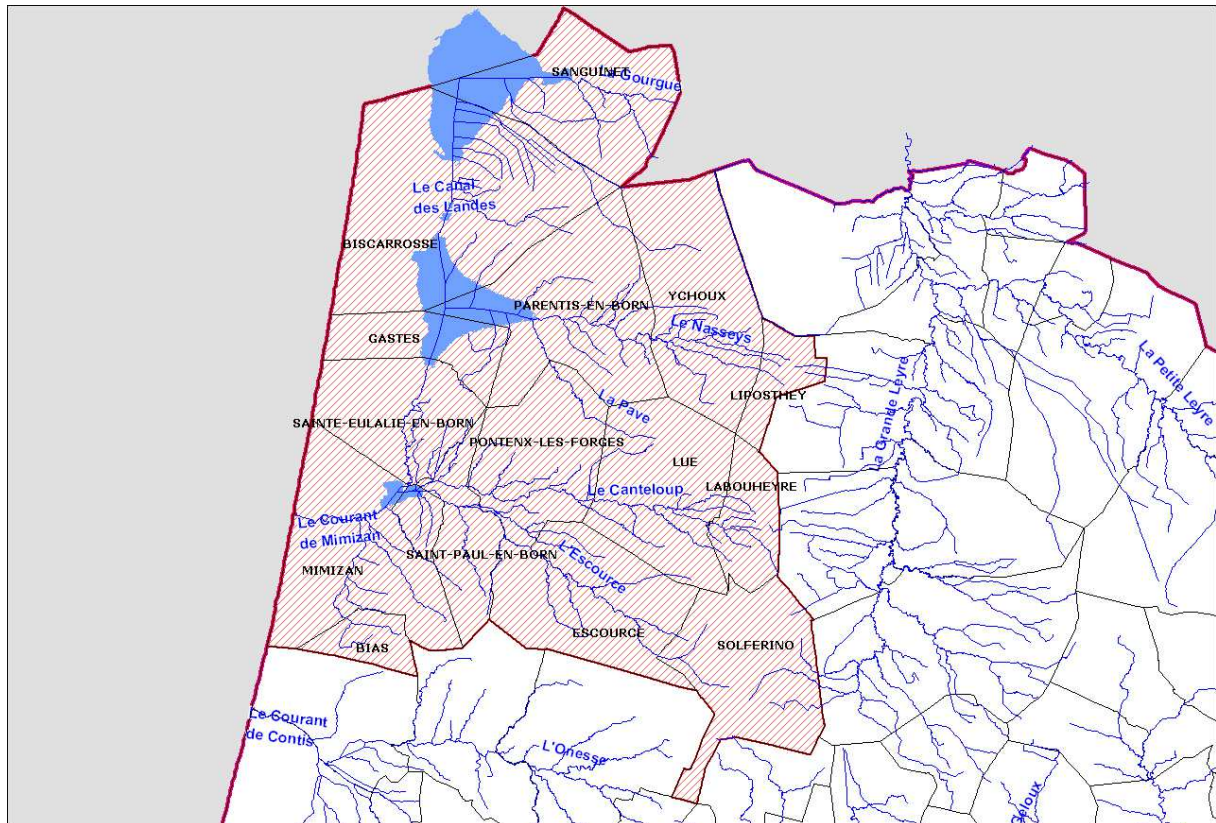 SANGUINET
La Gourgue
Le Canal
des Landes
BISCARROSSE
PARENTIS-EN-BORN
YCHOUX
Le Nasseys
GASTES
LIPOSTHEY
La Petite Leyre
La Grande Leyre
La Pave
SAINTE-EULALIE-EN-BORN
PONTENX-LES-FORGES
LUE
LABOUHEYRE
Le Canteloup
Le Courant
de Mimizan
SAINT-PAUL-EN-BORN
L'Escource
MIMIZAN
ESCOURCE
SOLFERINO
BIAS
Le Courant
de Contis
L'Onesse
Geloux